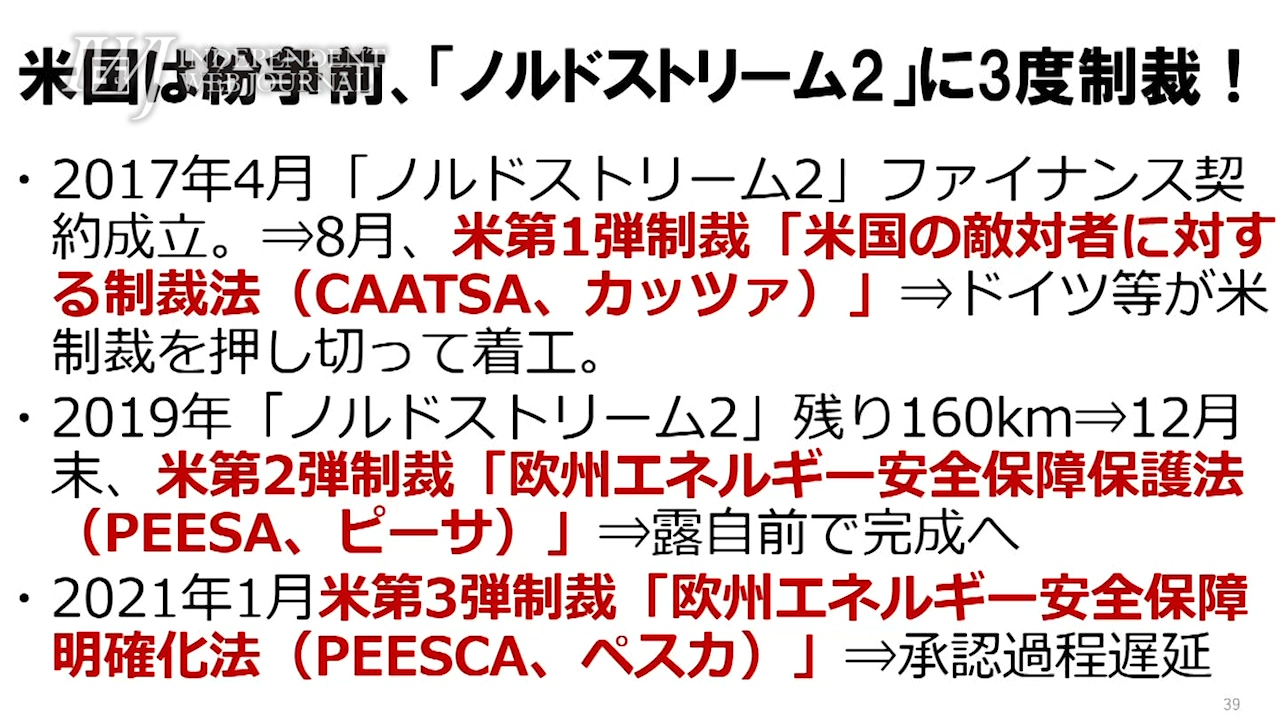 INDEPENDENT
WEB JOURNAL
米国は紛争前、「ノルドストリーム2」に3度制裁！
・2017年4月「ノルドストリーム2」ファイナンス契
約成立。⇒8月、米第1弾制裁「米国の敵対者に対す
る制裁法（CAATSA、カッツァ）」⇒ドイツ等が米
制裁を押し切って着工。
・2019年「ノルドストリーム2」残り160km⇒12月
末、米第2弾制裁「欧州エネルギー安全保障保護法
（PEESA、ピーサ）」⇒露自前で完成へ
・2021年1月米第3弾制裁「欧州エネルギー安全保障
明確化法（PEESCA、ペスカ）」⇒承認過程遅延
39